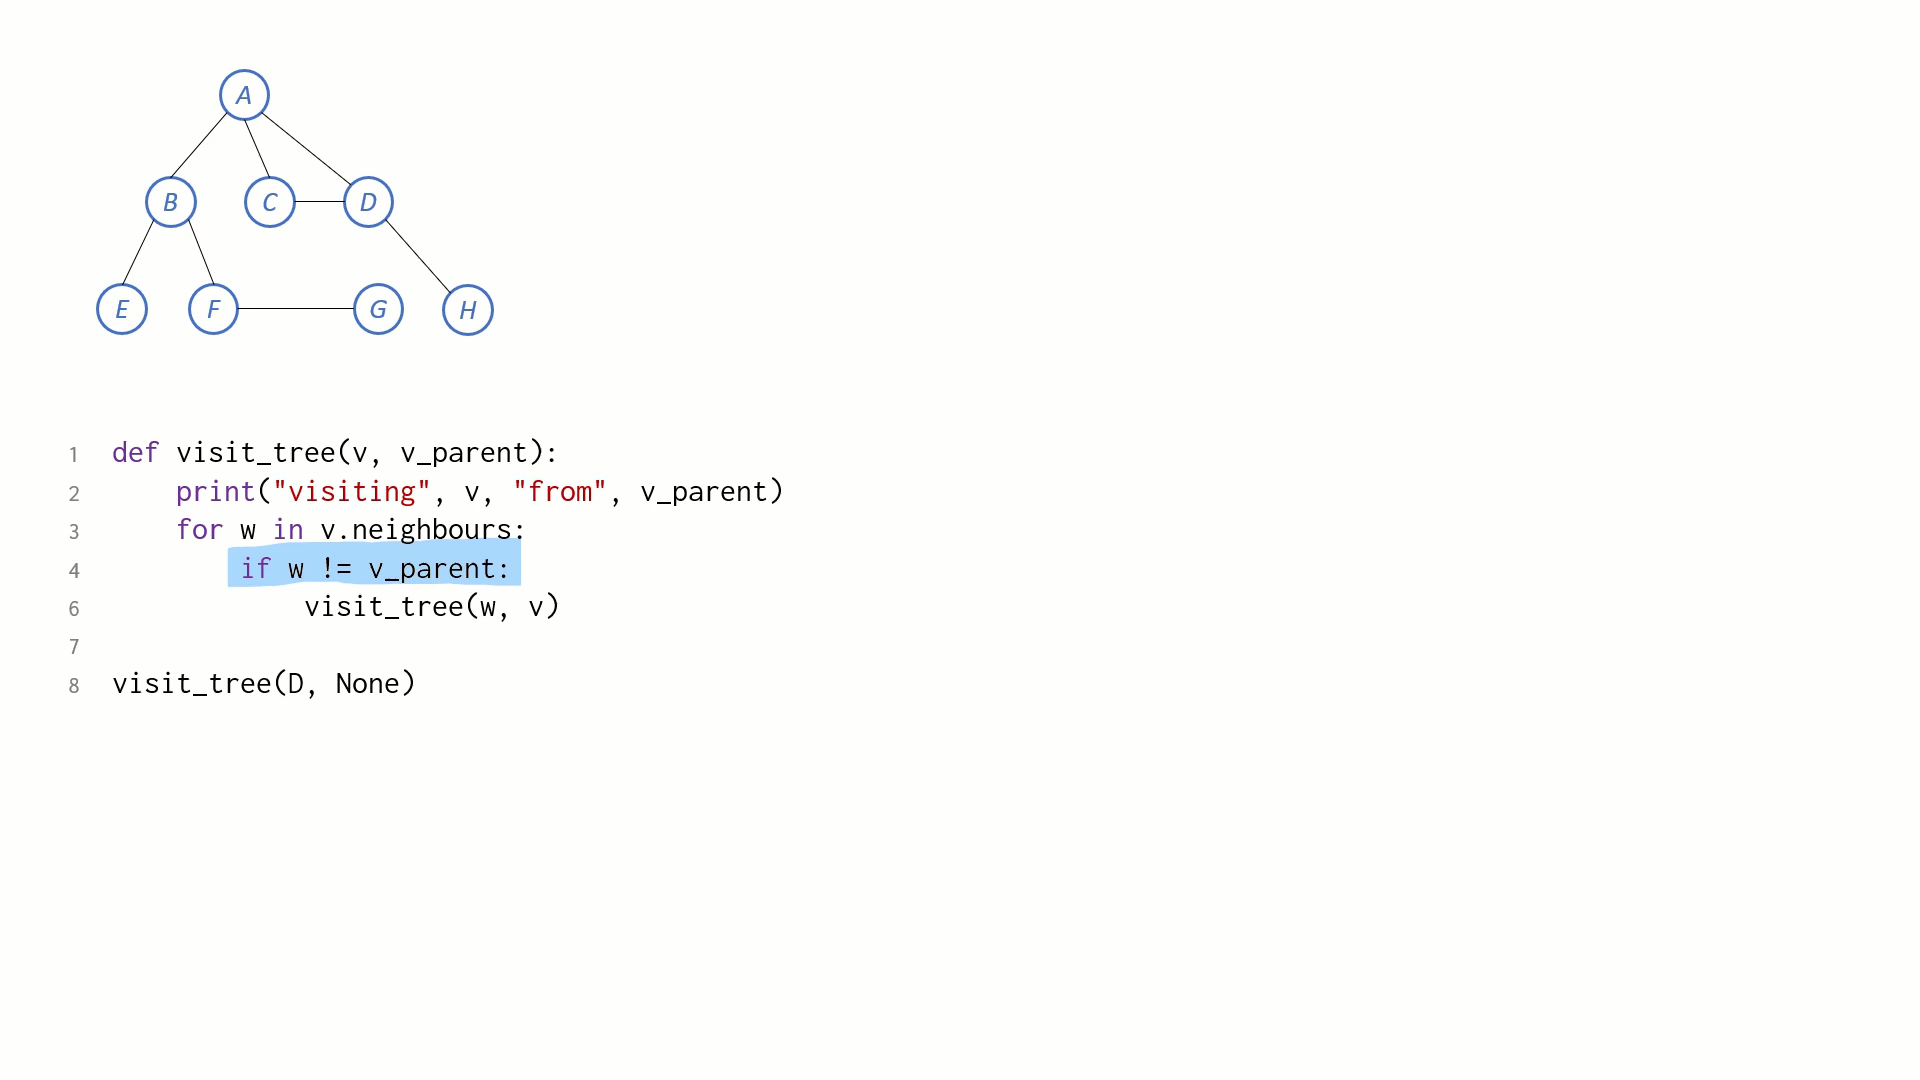 A
B C D
E F G H
1 def visit_tree(v, v_parent):
2 print("visiting", v, "from", v_parent)
3 for w in v.neighbours:
4 if w != v_parent:
6 visit_tree(w, v)
7
8 visit_tree(D, None)